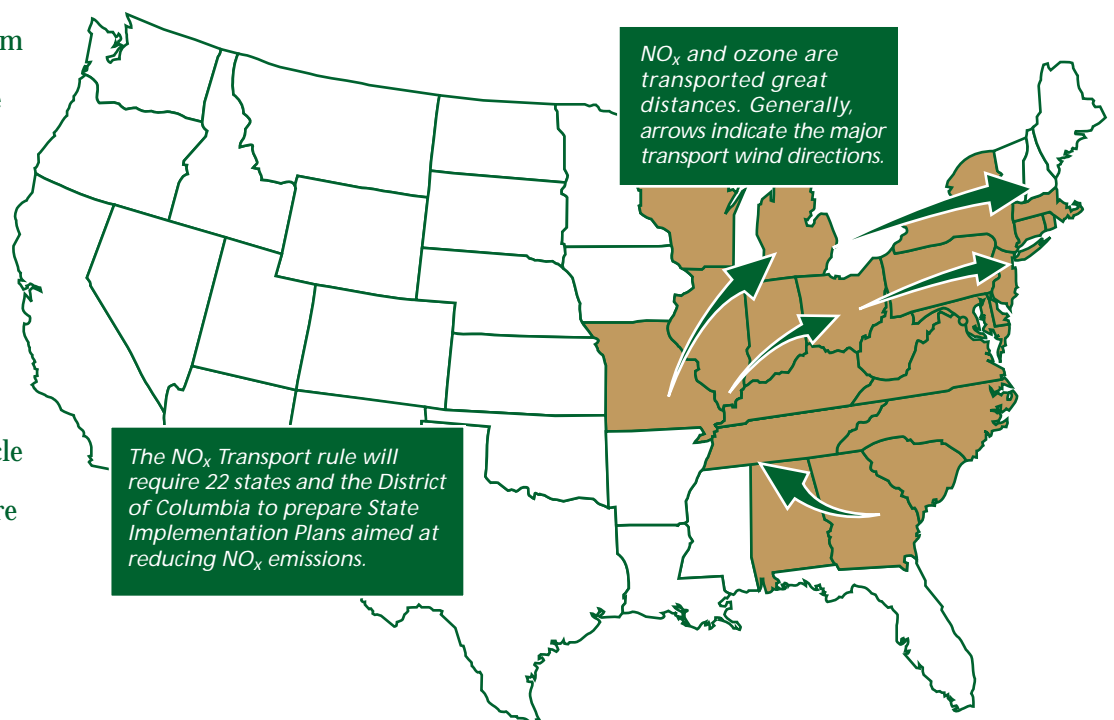 m
NOx and ozone are
transported great
distances. Generally,
arrows indicate the major
transport wind directions.
cle
The NOx Transport rule will
require 22 states and the District
of Columbia to prepare State
Implementation Plans aimed at
reducing NOx emissions.
re